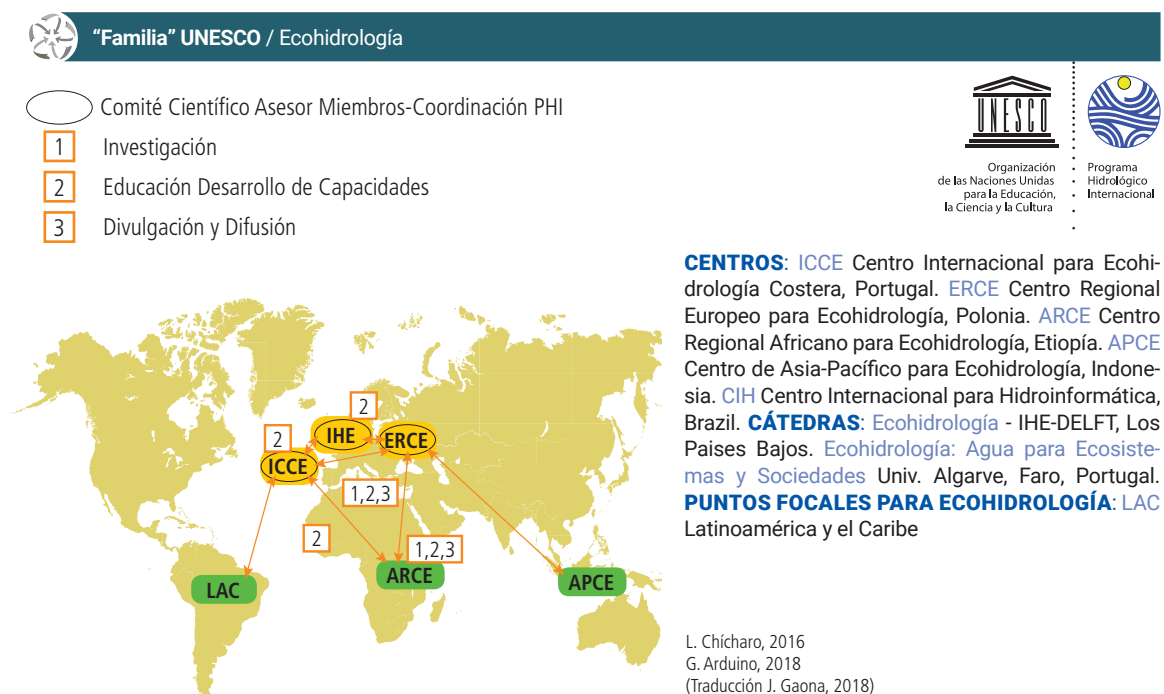 "Familia" UNESCO / Ecohidrología
Comité Científico Asesor Miembros-Coordinación PHI
1 Investigación
2 Educación Desarrollo de Capacidades
3 Divulgación y Difusión
UNESCO
Organización
de las Naciones Unidas
para la Educación,
la Ciencia y la Cultura
Programa
Hidrológico
Internacional
CENTROS: ICCE Centro Internacional para Ecohi-
drología Costera, Portugal. ERCE Centro Regional
Europeo para Ecohidrología, Polonia. ARCE Centro
Regional Africano para Ecohidrología, Etiopía. APCE
Centro de Asia-Pacífico para Ecohidrología, Indone-
sia. CIH Centro Internacional para Hidroinformática,
Brazil. CÁTEDRAS: Ecohidrología - IHE-DELFT, Los
Paises Bajos. Ecohidrología: Agua para Ecosiste-
mas y Sociedades Univ. Algarve, Faro, Portugal.
PUNTOS FOCALES PARA ECOHIDROLOGÍA: LAC
Latinoamérica y el Caribe
2
2
IHE
ERCE
ICCE
1,2,3
2
1,2,3
ARCE
LAC
APCE
L. Chícharo, 2016
G. Arduino, 2018
(Traducción J. Gaona, 2018)